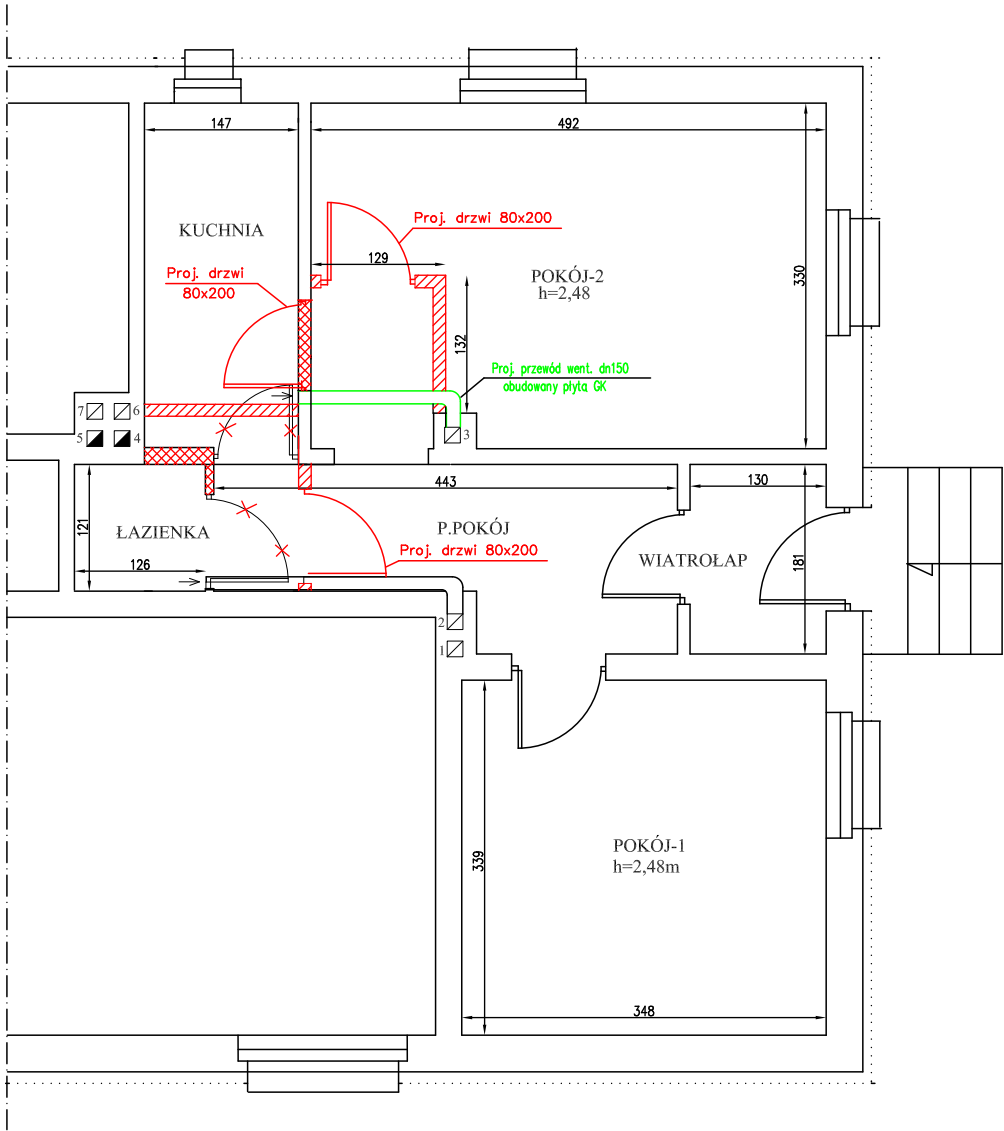 147
492
KUCHNIA
Proj. drzwi 80x200
129
Proj. drzwi
80x200
POKÓJ-2
h=2,48
330
132
Proj. przewód went. dn150
obudowany płytą GK
7
6
5
4
3
443
130
121
ŁAZIENKA
P.POKÓJ
Proj. drzwi 80x200
WIATROŁAP
181
126
2
1
POKÓJ-1
h=2,48m
339
348